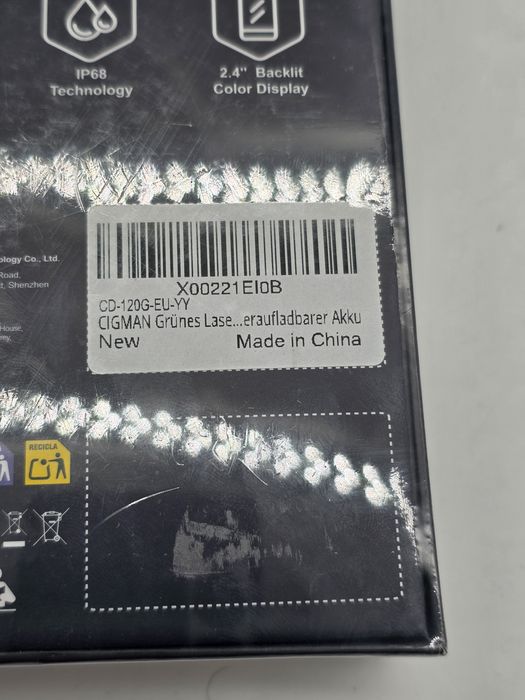 IP68
Technology
2.4" Backlit
Color Display
ology Co., Ltd.
Road,
t, Shenzhen
House,
X00221EI0B
CD-120G-EU-YY
CIGMAN Grünes Lase...eraufladbarer Akku
New Made in China
RECICLA